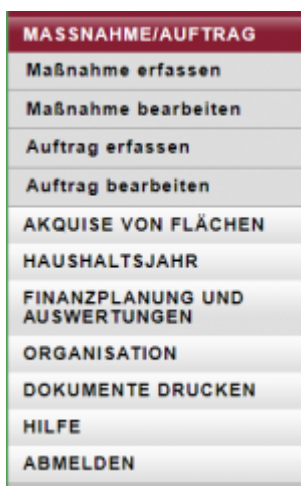 MASSNAHME/AUFTRAG
Maßnahme erfassen
Maßnahme bearbeiten
Auftrag erfassen
Auftrag bearbeiten
AKQUISE VON FLÄCHEN
HAUSHALTSJAHR
FINANZPLANUNG UND
AUSWERTUNGEN
ORGANISATION
DOKUMENTE DRUCKEN
HILFE
ABMELDEN